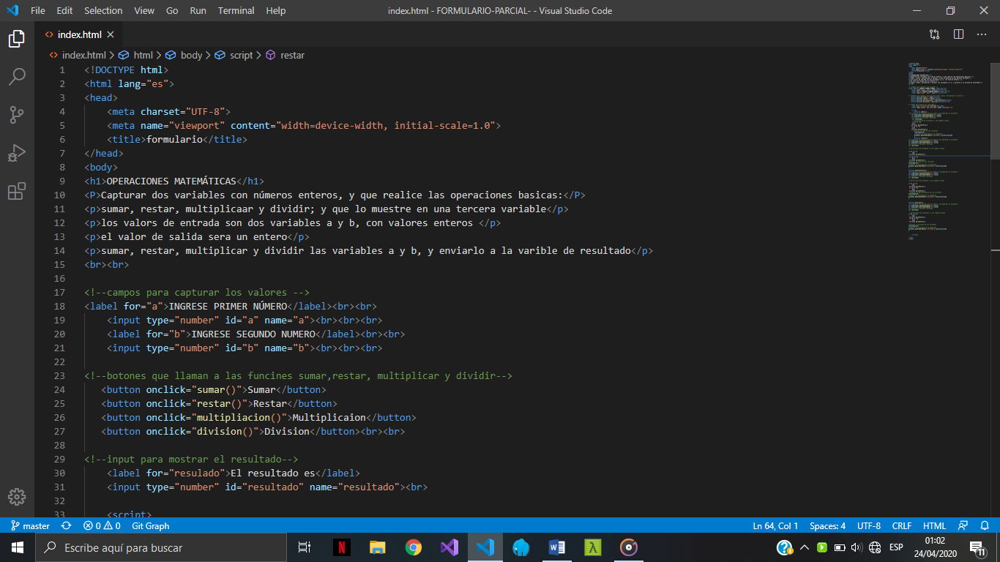 File Edit Selection View Go Run Terminal Help index.html - FORMULARIO-PARCIAL- - Visual Studio Code
index.html
index.html > html > body > script > restar
1 <!DOCTYPE html>
2 <html lang="es">
3 <head>
4 <meta charset="UTF-8">
5 <meta name="viewport" content="width=device-width, initial-scale=1.0">
6 <title>formulario</title>
7 </head>
8 <body>
9 <h1>OPERACIONES MATEMÁTICAS</h1>
10 <P>Capturar dos variables con números enteros, y que realice las operaciones basicas:</P>
11 <p>sumar, restar, multiplicaar y dividir; y que lo muestre en una tercera variable</p>
12 <p>los valors de entrada son dos variables a y b, con valores enteros </p>
13 <p>el valor de salida sera un entero</p>
14 <p>sumar, restar, multiplicar y dividir las variables a y b, y enviarlo a la varible de resultado</p>
15 <br><br>
16
17 <!--campos para capturar los valores -->
18 <label for="a">INGRESE PRIMER NÚMERO</label><br><br>
19 <input type="number" id="a" name="a"><br><br><br>
20 <label for="b">INGRESE SEGUNDO NUMERO</label><br><br>
21 <input type="number" id="b" name="b"><br><br><br>
22
23 <!--botones que llaman a las funcines sumar,restar, multiplicar y dividir-->
24 <button onclick="sumar()">Sumar</button>
25 <button onclick="restar()">Restar</button>
26 <button onclick="multipliacion()">Multiplicaion</button>
27 <button onclick="division()">Division</button><br><br>
28
29 <!--input para mostrar el resultado-->
30 <label for="resulado">El resultado es</label>
31 <input type="number" id="resultado" name="resultado"><br>
32
33 <script>
master 0 0 Git Graph Ln 64, Col 1 Spaces: 4 UTF-8 CRLF HTML
Escribe aquí para buscar
N
W
λ
ESP
01:02
24/04/2020
11